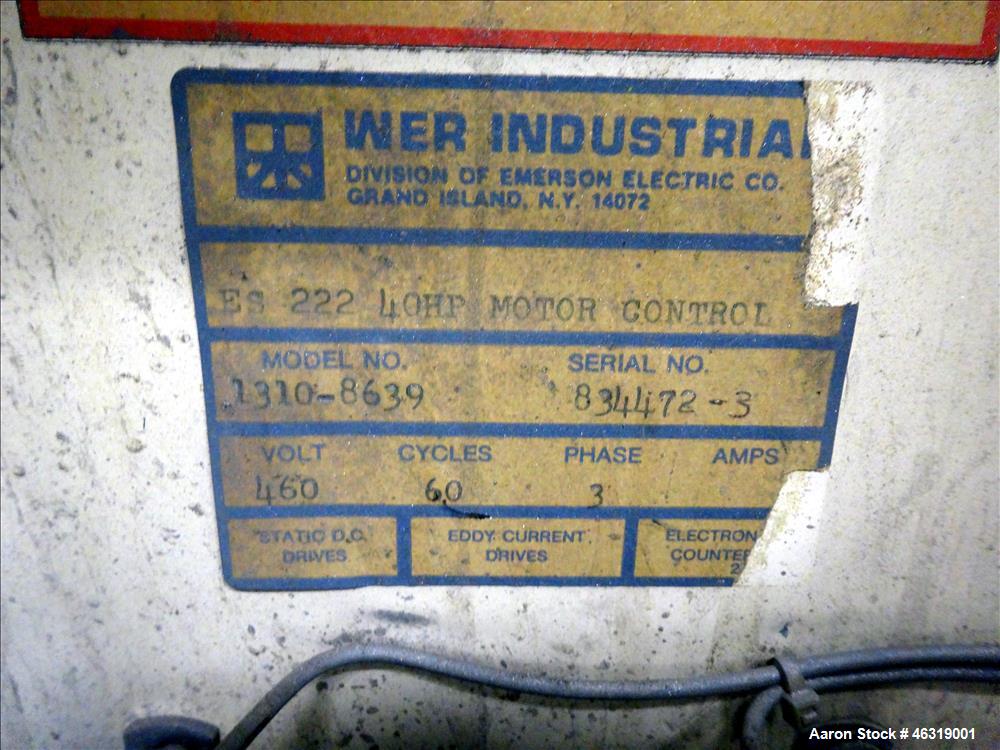 WER INDUSTRIAL
DIVISION OF EMERSON ELECTRIC CO.
GRAND ISLAND, N.Y. 14072
ES 222 40HP MOTOR CONTROL
MODEL NO. SERIAL NO.
1310-8639 834472-3
VOLT CYCLES PHASE AMPS
460 60 3
STATIC D.C. EDDY CURRENT ELECTRON
DRIVES DRIVES COUNTE
2
Aaron Stock # 46319001